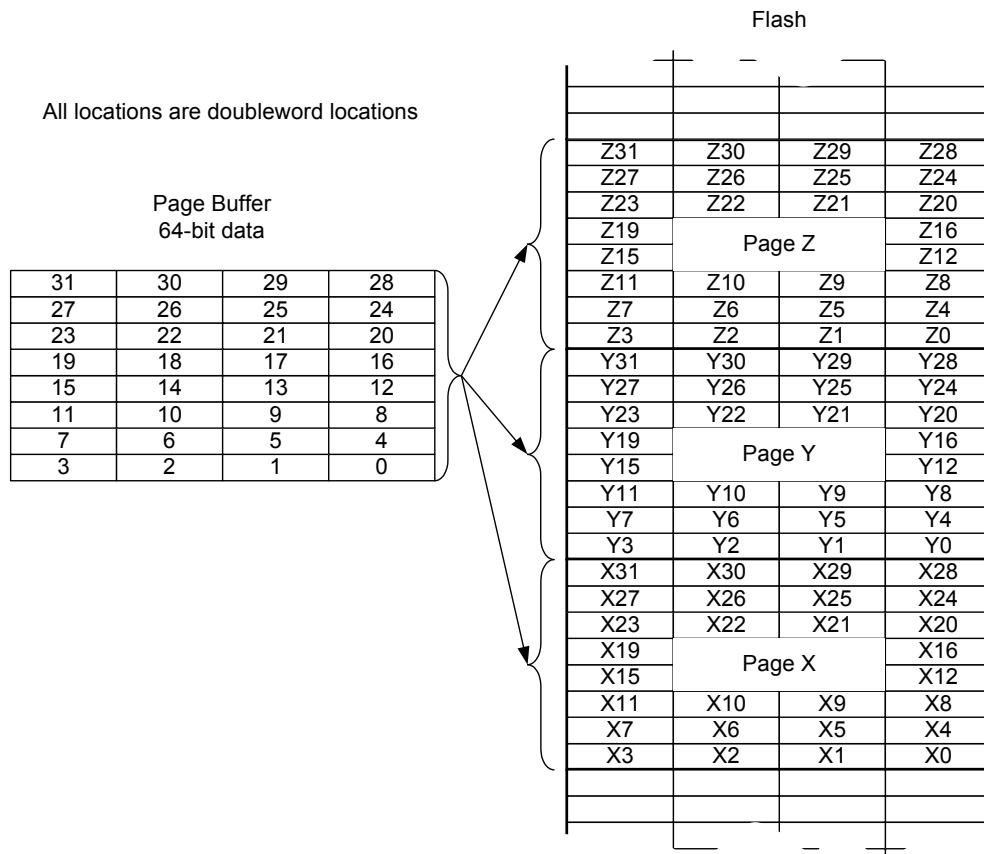 Flash
All locations are doubleword locations
Page Buffer
64-bit data
31 30 29 28
27 26 25 24
23 22 21 20
19 18 17 16
15 14 13 12
11 10 9 8
7 6 5 4
3 2 1 0
Z31 Z30 Z29 Z28
Z27 Z26 Z25 Z24
Z23 Z22 Z21 Z20
Z19 Z16
Page Z
Z15 Z12
Z11 Z10 Z9 Z8
Z7 Z6 Z5 Z4
Z3 Z2 Z1 Z0
Y31 Y30 Y29 Y28
Y27 Y26 Y25 Y24
Y23 Y22 Y21 Y20
Y19 Y16
Page Y
Y15 Y12
Y11 Y10 Y9 Y8
Y7 Y6 Y5 Y4
Y3 Y2 Y1 Y0
X31 X30 X29 X28
X27 X26 X25 X24
X23 X22 X21 X20
X19 X16
Page X
X15 X12
X11 X10 X9 X8
X7 X6 X5 X4
X3 X2 X1 X0